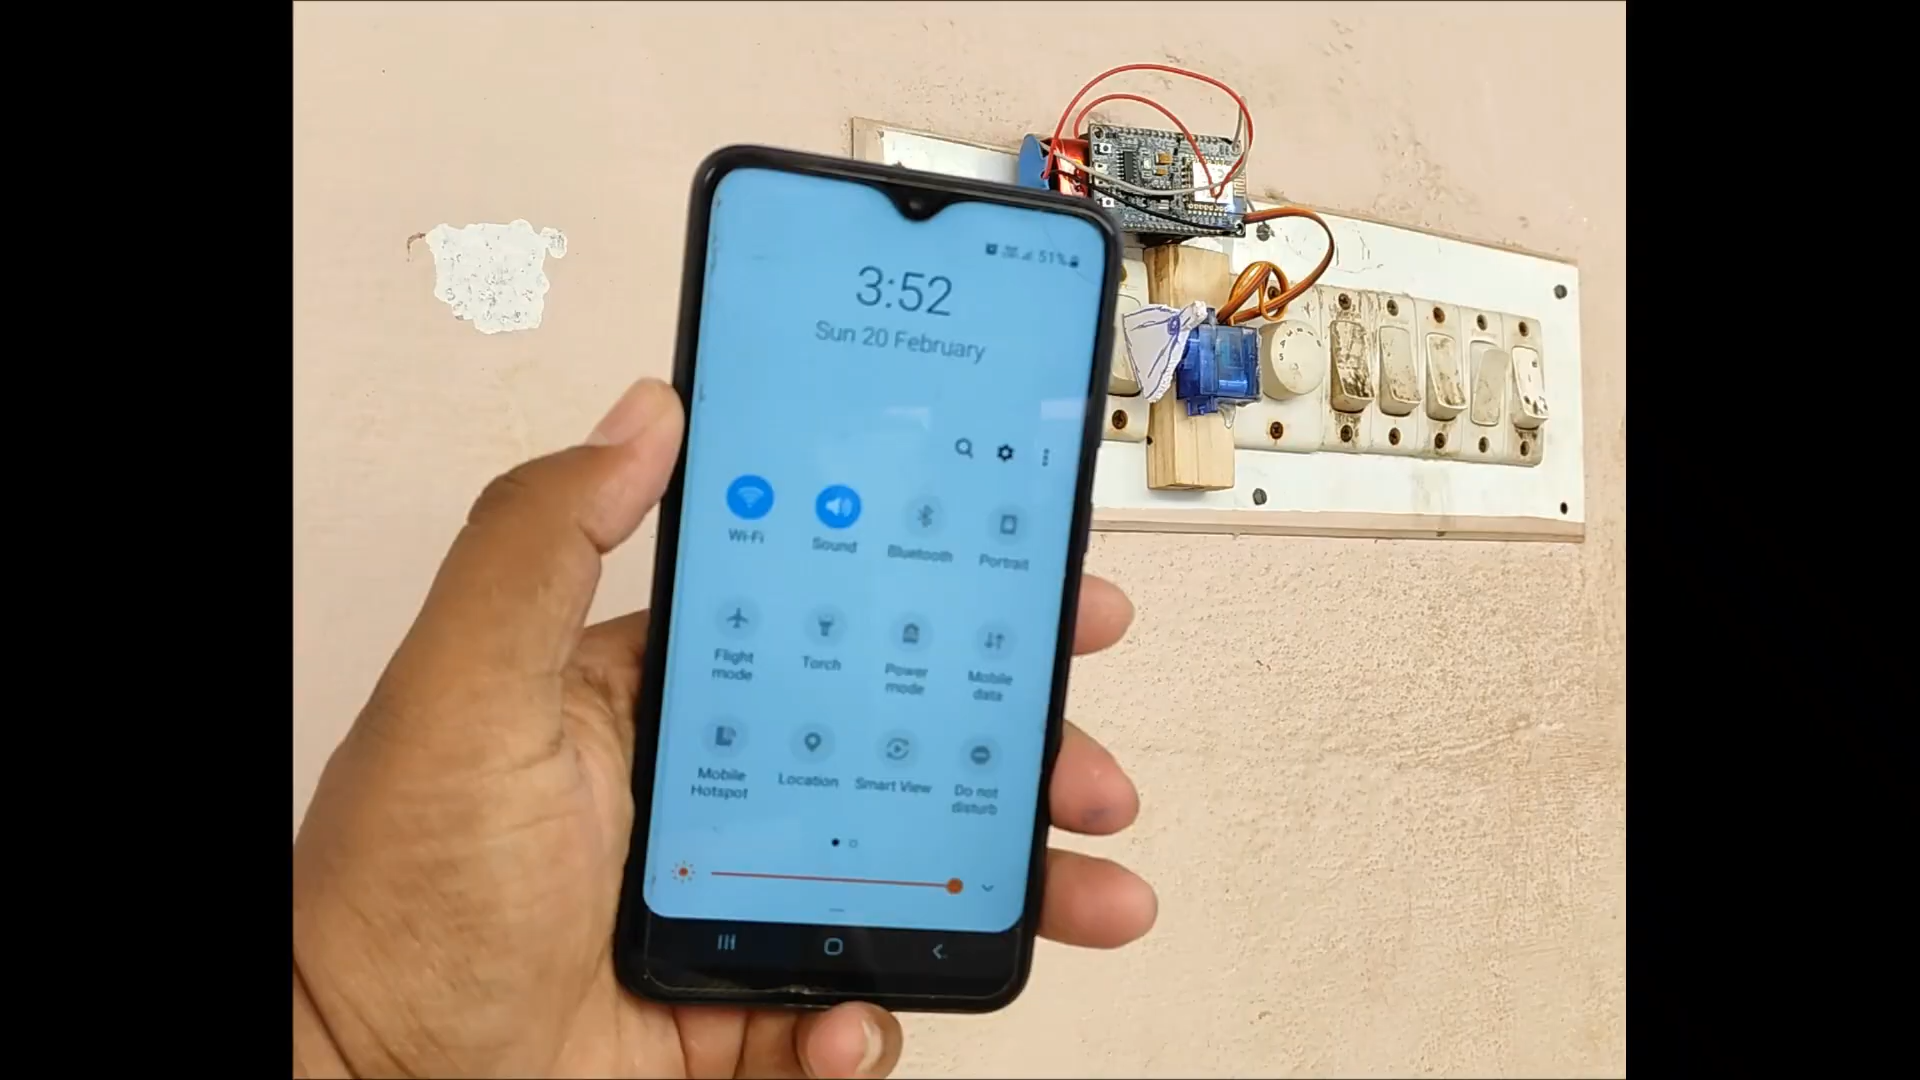 51%
3:52
Sun 20 February
Wi-Fi
Sound
Bluetooth
Portrait
Flight
mode
Torch
Power
mode
Mobile
data
Mobile
Hotspot
Location
Smart View
Do not
disturb